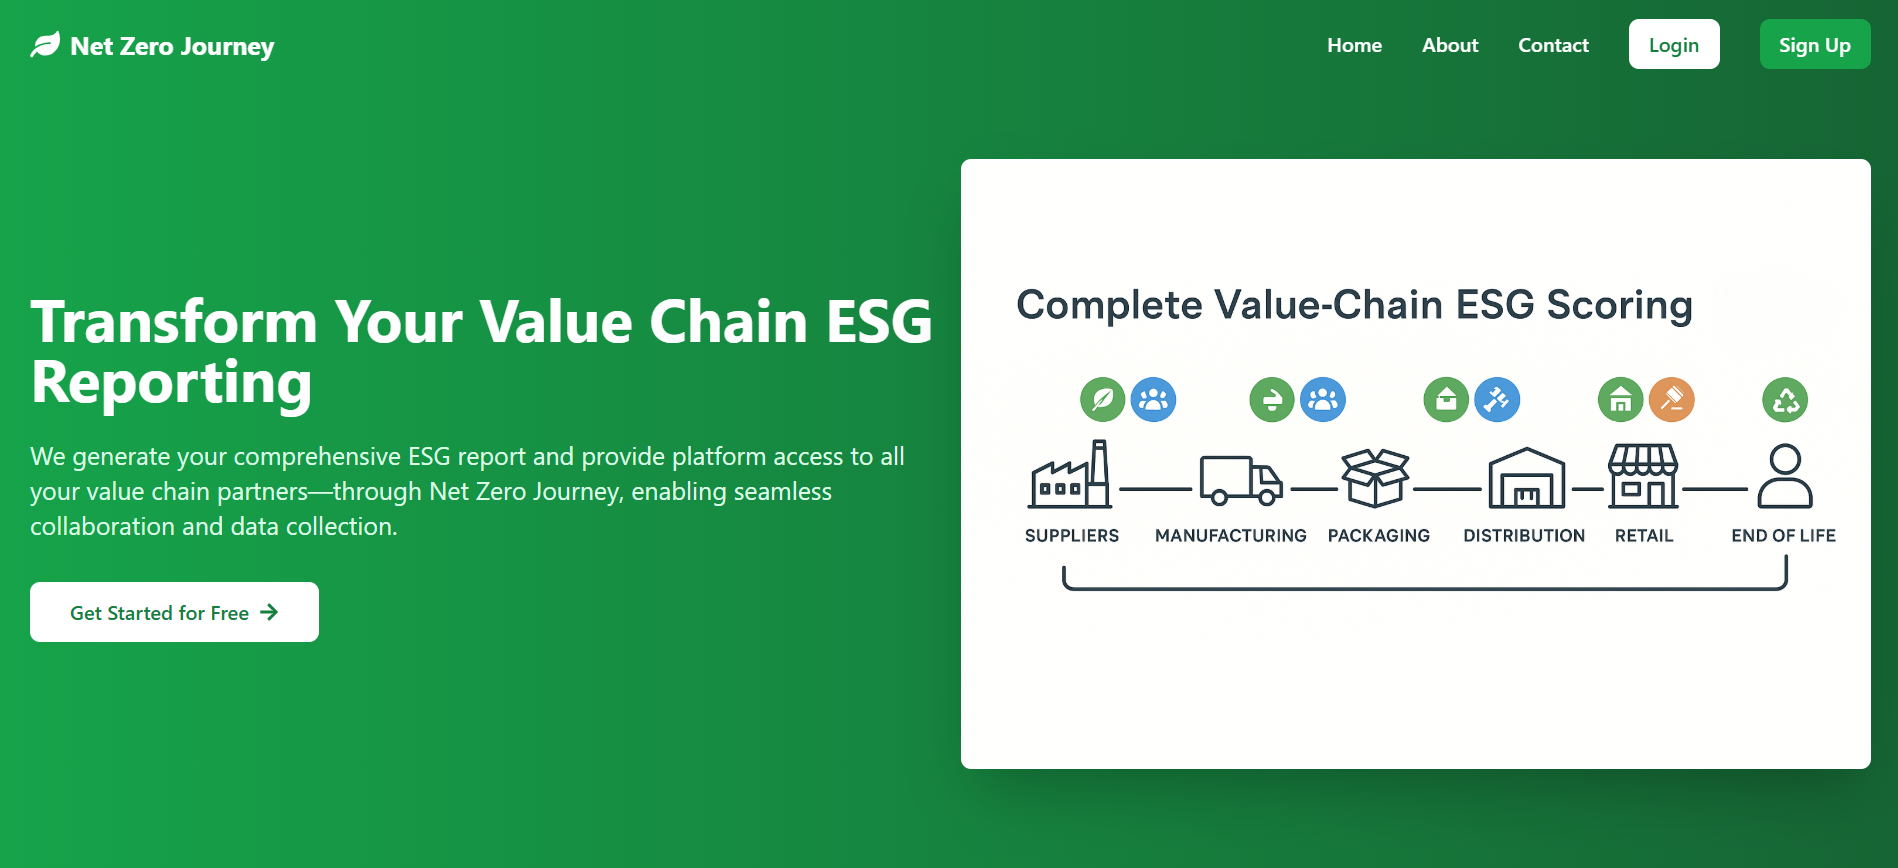 Net Zero Journey
Home
About
Contact
Login
Sign Up
Transform Your Value Chain ESG
Reporting
We generate your comprehensive ESG report and provide platform access to all
your value chain partners—through Net Zero Journey, enabling seamless
collaboration and data collection.
Get Started for Free
Complete Value-Chain ESG Scoring
SUPPLIERS
MANUFACTURING
PACKAGING
DISTRIBUTION
RETAIL
END OF LIFE